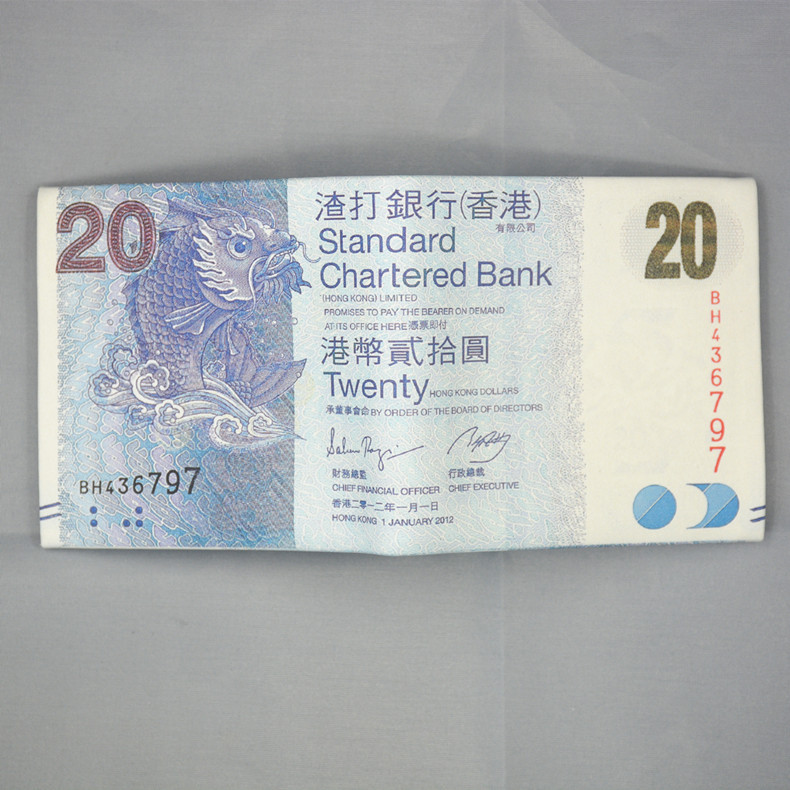 20
渣打銀行(香港)
有限公司
Standard
Chartered Bank
(HONG KONG) LIMITED
PROMISES TO PAY THE BEARER ON DEMAND
AT ITS OFFICE HERE 憑票即付
港幣貳拾圓
Twenty HONG KONG DOLLARS
承董事會命 BY ORDER OF THE BOARD OF DIRECTORS
財務總監 行政總裁
CHIEF FINANCIAL OFFICER CHIEF EXECUTIVE
香港二零一二年一月一日
HONG KONG 1 JANUARY 2012
BH436797
20
BH436797